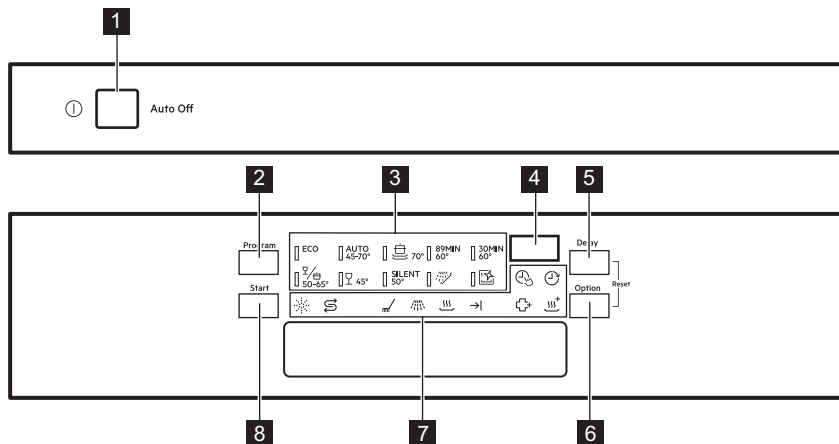 1
Auto Off
2
3
4
5
Program
ECO
AUTO
45-70°
70°
89MIN
60°
30MIN
60°
Delay
50-65°
45°
SILENT
50°
Start
Option
Reset
8
7
6